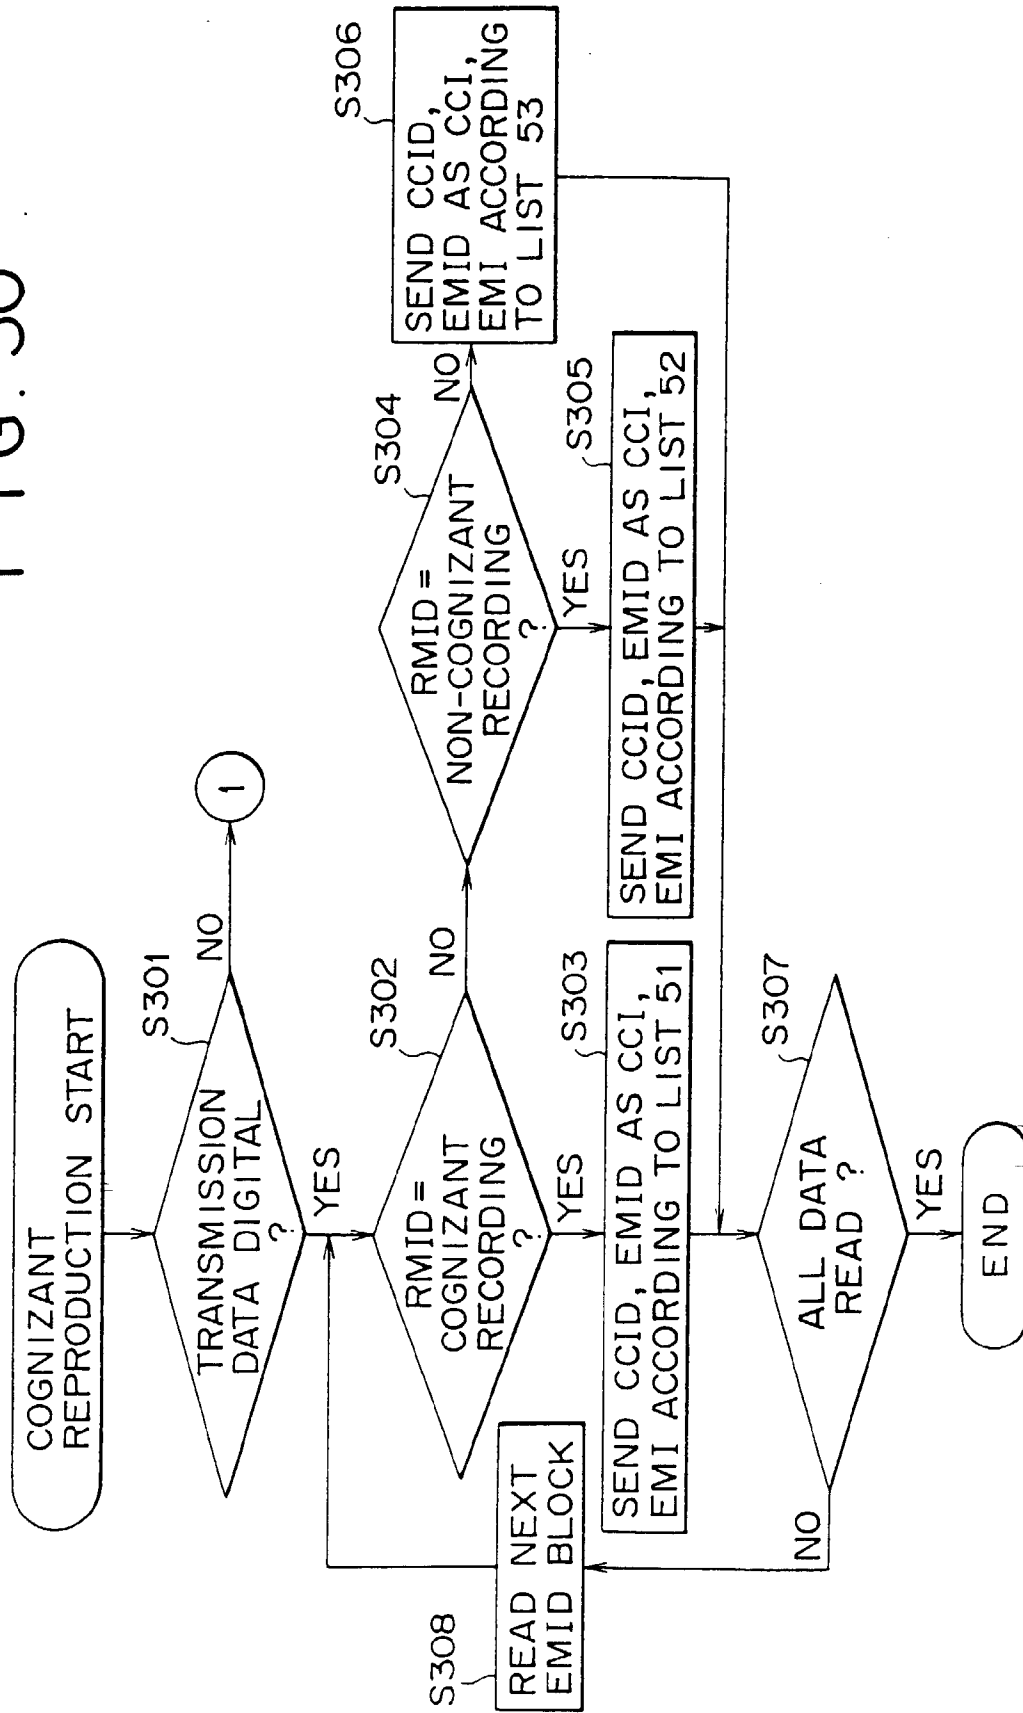 COGNIZANT
REPRODUCTION START
S301
TRANSMISSION
DATA DIGITAL
?
NO
1
YES
S302
RMID=
COGNIZANT
RECORDING
?
NO
YES
S304
RMID=
NON-COGNIZANT
RECORDING
?
NO
YES
S306
SEND CCID,
EMID AS CCI,
EMI ACCORDING
TO LIST 53
S303
SEND CCID, EMID AS CCI,
EMI ACCORDING TO LIST 51
S305
SEND CCID, EMID AS CCI,
EMI ACCORDING TO LIST 52
S308
READ NEXT
EMID BLOCK
S307
ALL DATA
READ ?
NO
YES
END